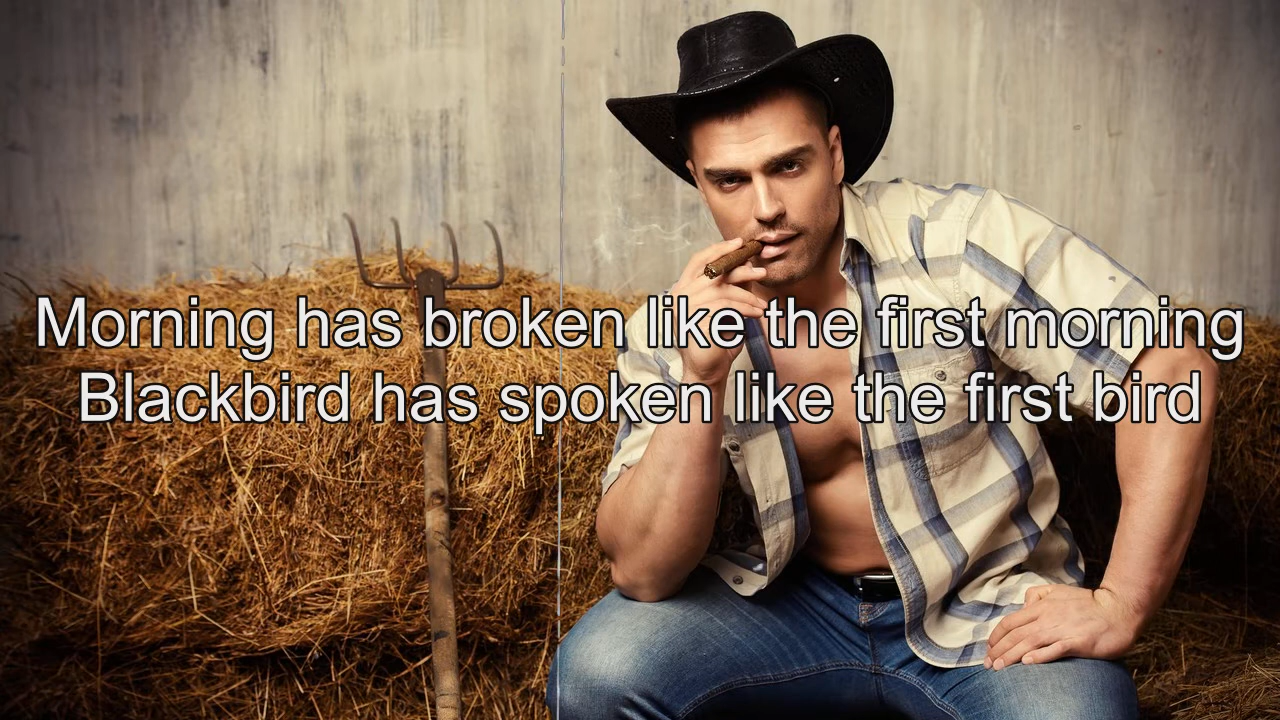 Morning has broken like the first morning
Blackbird has spoken like the first bird